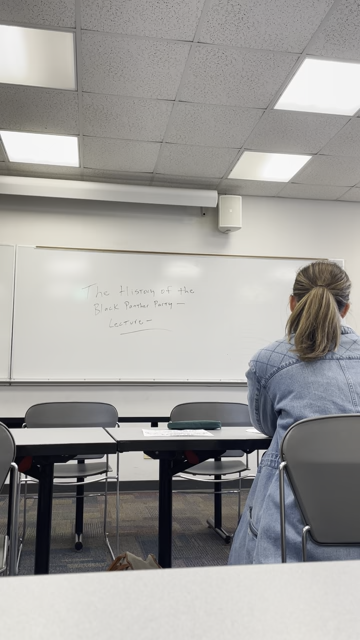 The History of the
Black Panther Party –
Lecture –